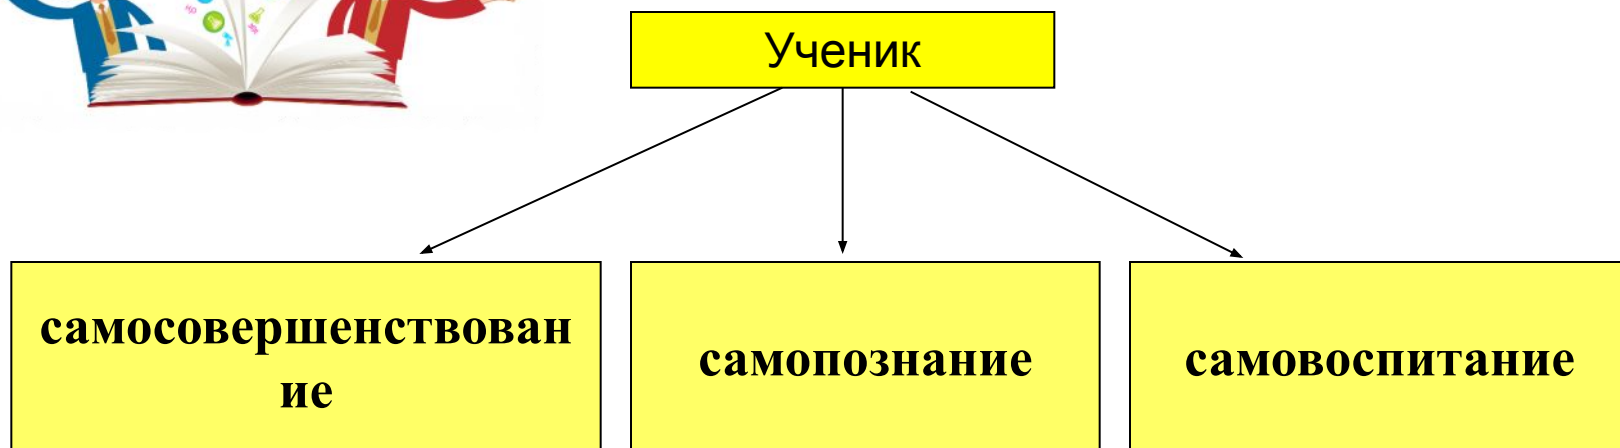 Ученик
самосовершенствован
ие
самопознание
самовоспитание